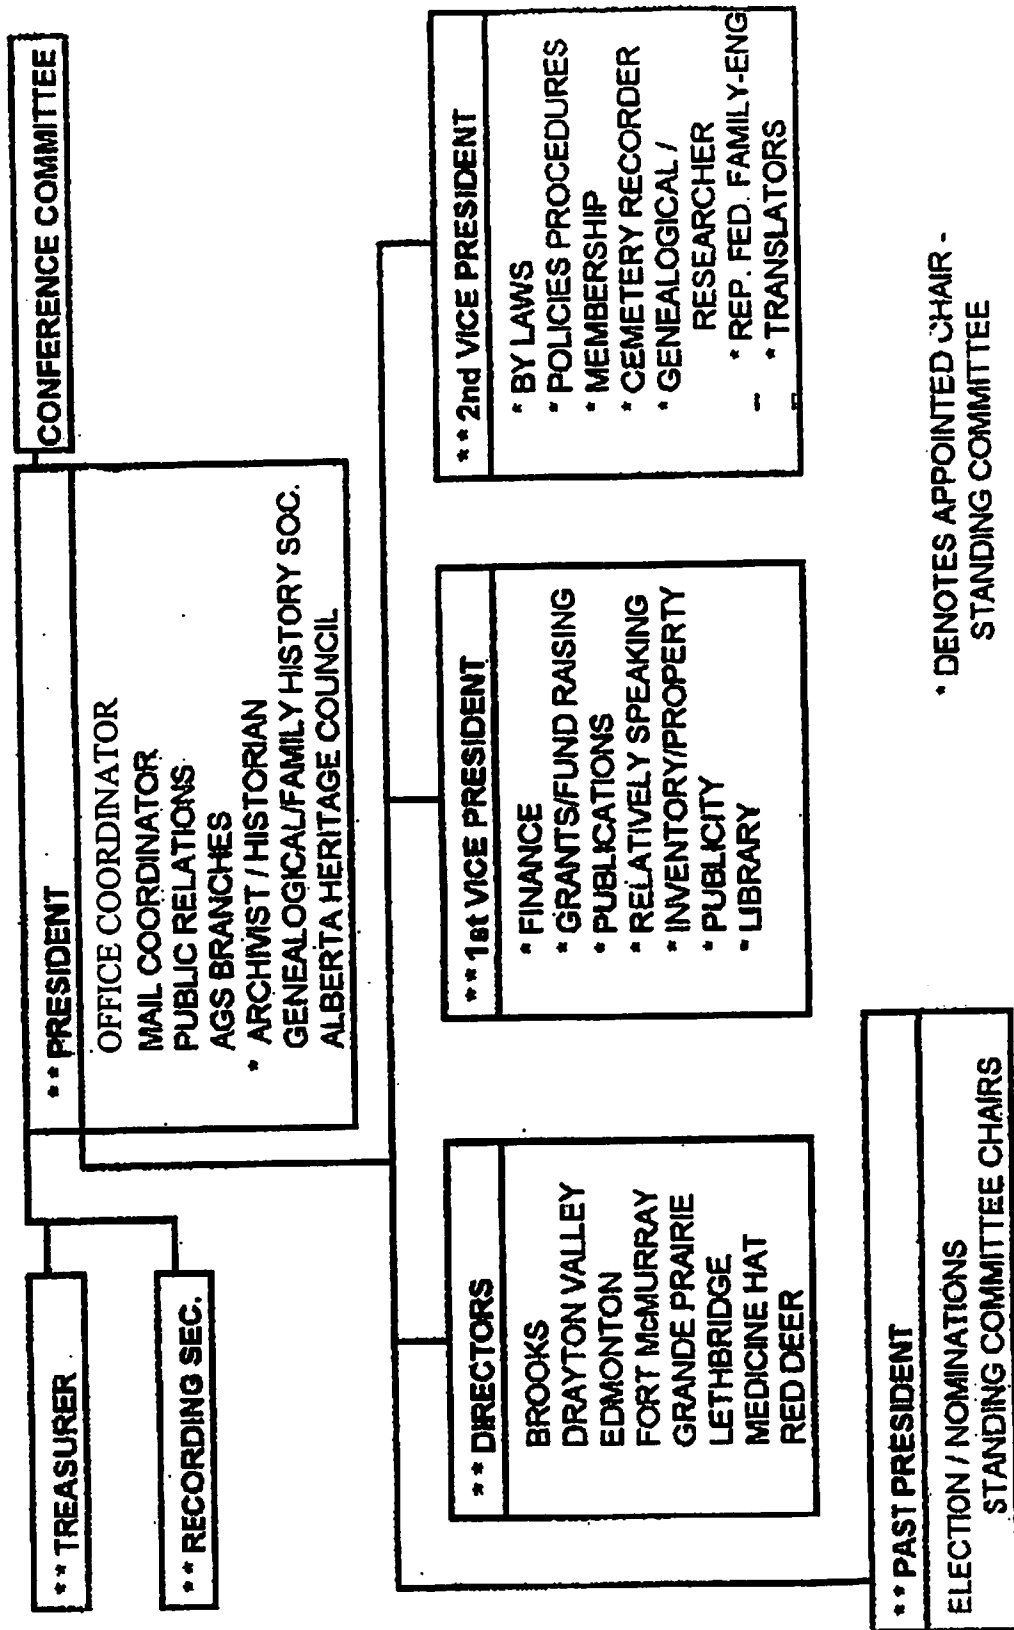 CONFERENCE COMMITTEE
* * PRESIDENT
OFFICE COORDINATOR
MAIL COORDINATOR
PUBLIC RELATIONS
AGS BRANCHES
* ARCHIVIST / HISTORIAN
GENEALOGICAL/FAMILY HISTORY SOC.
ALBERTA HERITAGE COUNCIL
* * TREASURER
* * RECORDING SEC.
* * DIRECTORS
BROOKS
DRAYTON VALLEY
EDMONTON
FORT McMURRAY
GRANDE PRAIRIE
LETHBRIDGE
MEDICINE HAT
RED DEER
* * 1st VICE PRESIDENT
* FINANCE
* GRANTS/FUND RAISING
* PUBLICATIONS
* RELATIVELY SPEAKING
* INVENTORY/PROPERTY
* PUBLICITY
* LIBRARY
* * 2nd VICE PRESIDENT
* BY LAWS
* POLICIES PROCEDURES
* MEMBERSHIP
* CEMETERY RECORDER
* GENEALOGICAL /
RESEARCHER
* REP. FED. FAMILY-ENG
* TRANSLATORS
* * PAST PRESIDENT
ELECTION / NOMINATIONS
STANDING COMMITTEE CHAIRS
* DENOTES APPOINTED CHAIR -
STANDING COMMITTEE